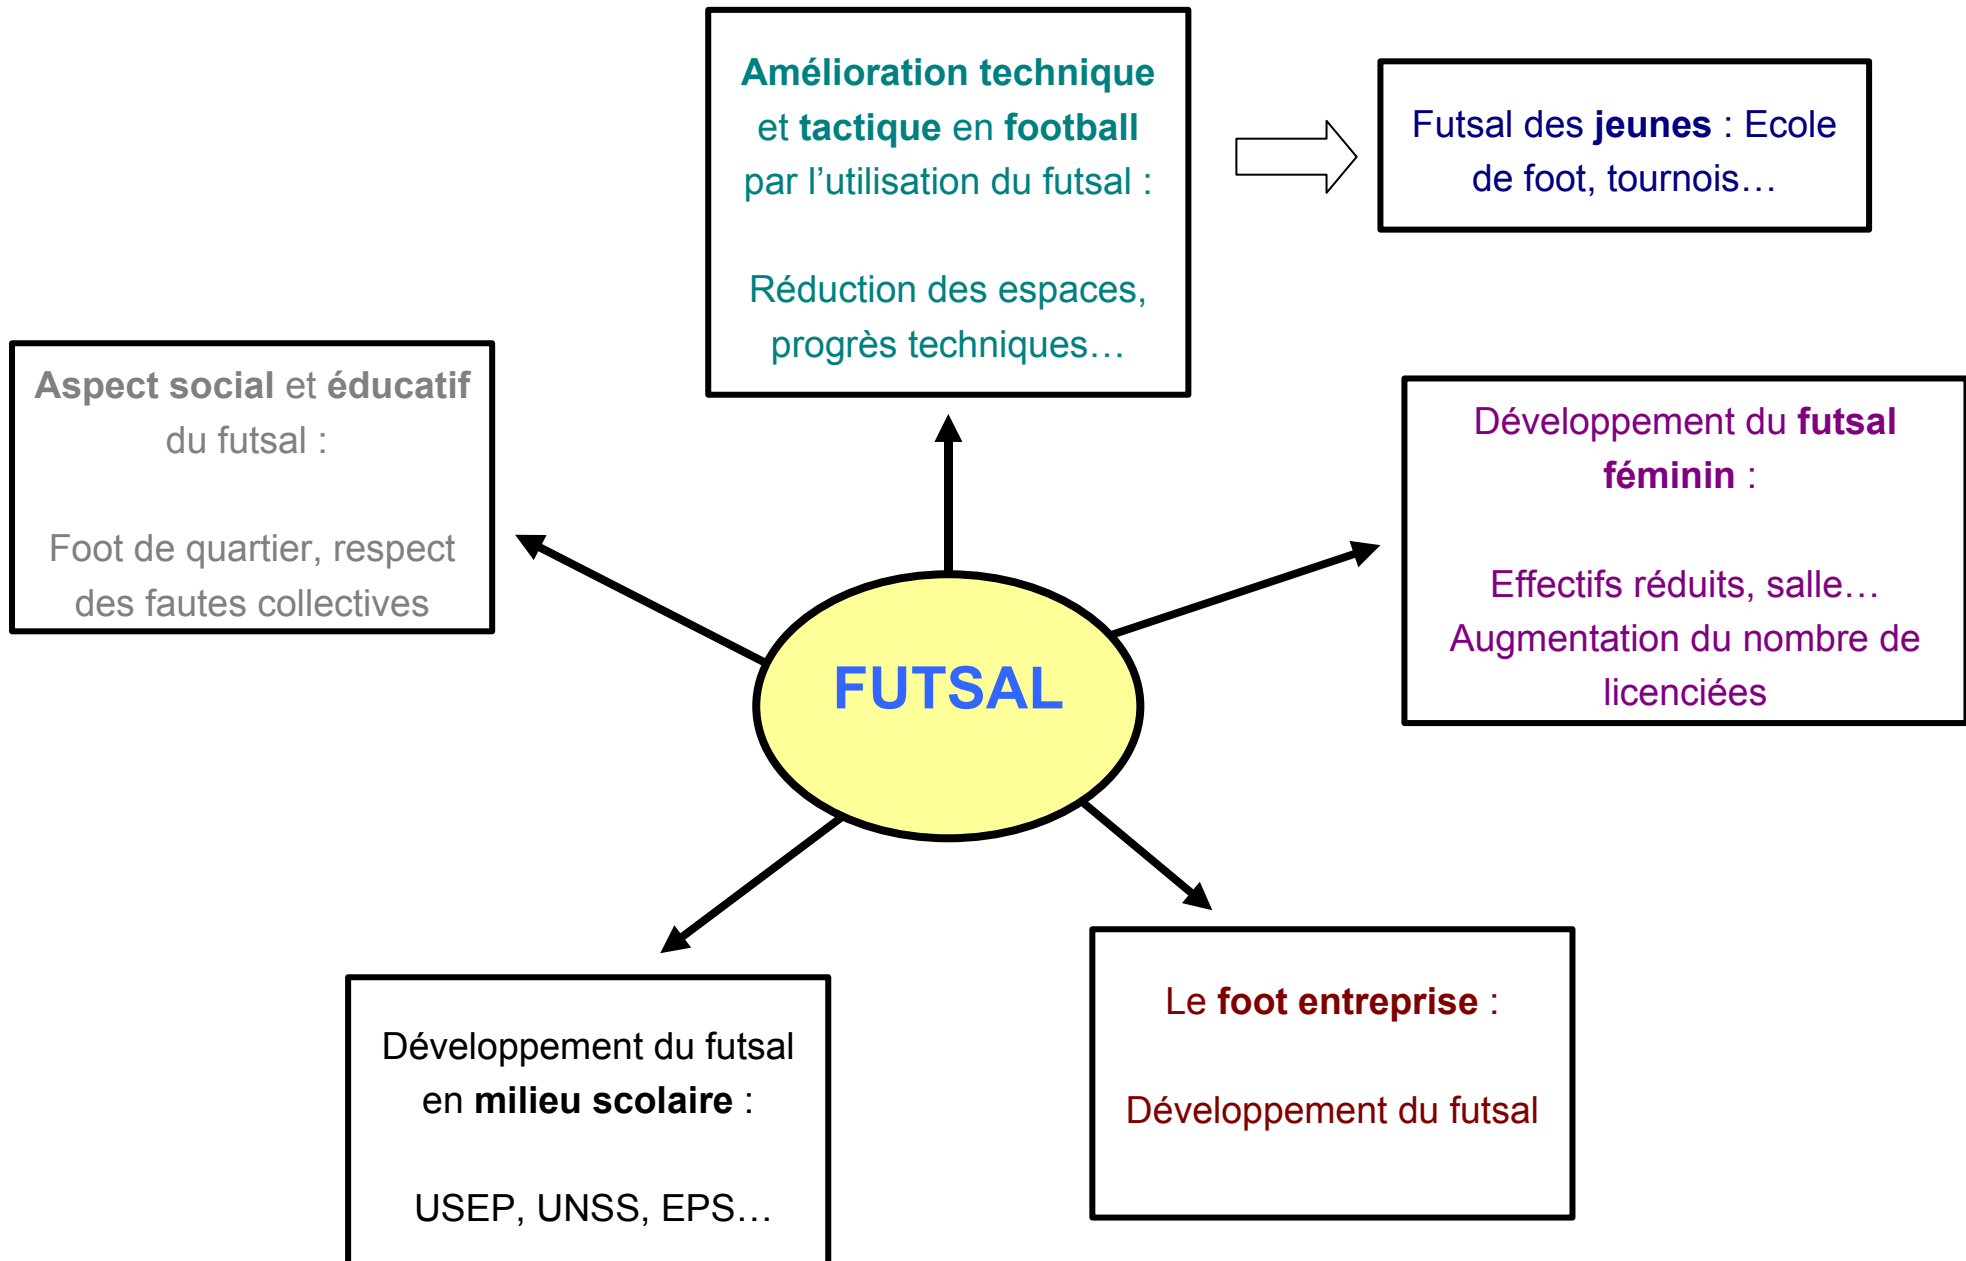 Amélioration technique
et tactique en football
par l’utilisation du futsal :
Réduction des espaces,
progrès techniques…
Futsal des jeunes : Ecole
de foot, tournois…
Aspect social et éducatif
du futsal :
Foot de quartier, respect
des fautes collectives
Développement du futsal
féminin :
Effectifs réduits, salle…
Augmentation du nombre de
licenciées
FUTSAL
Développement du futsal
en milieu scolaire :
USEP, UNSS, EPS…
Le foot entreprise :
Développement du futsal